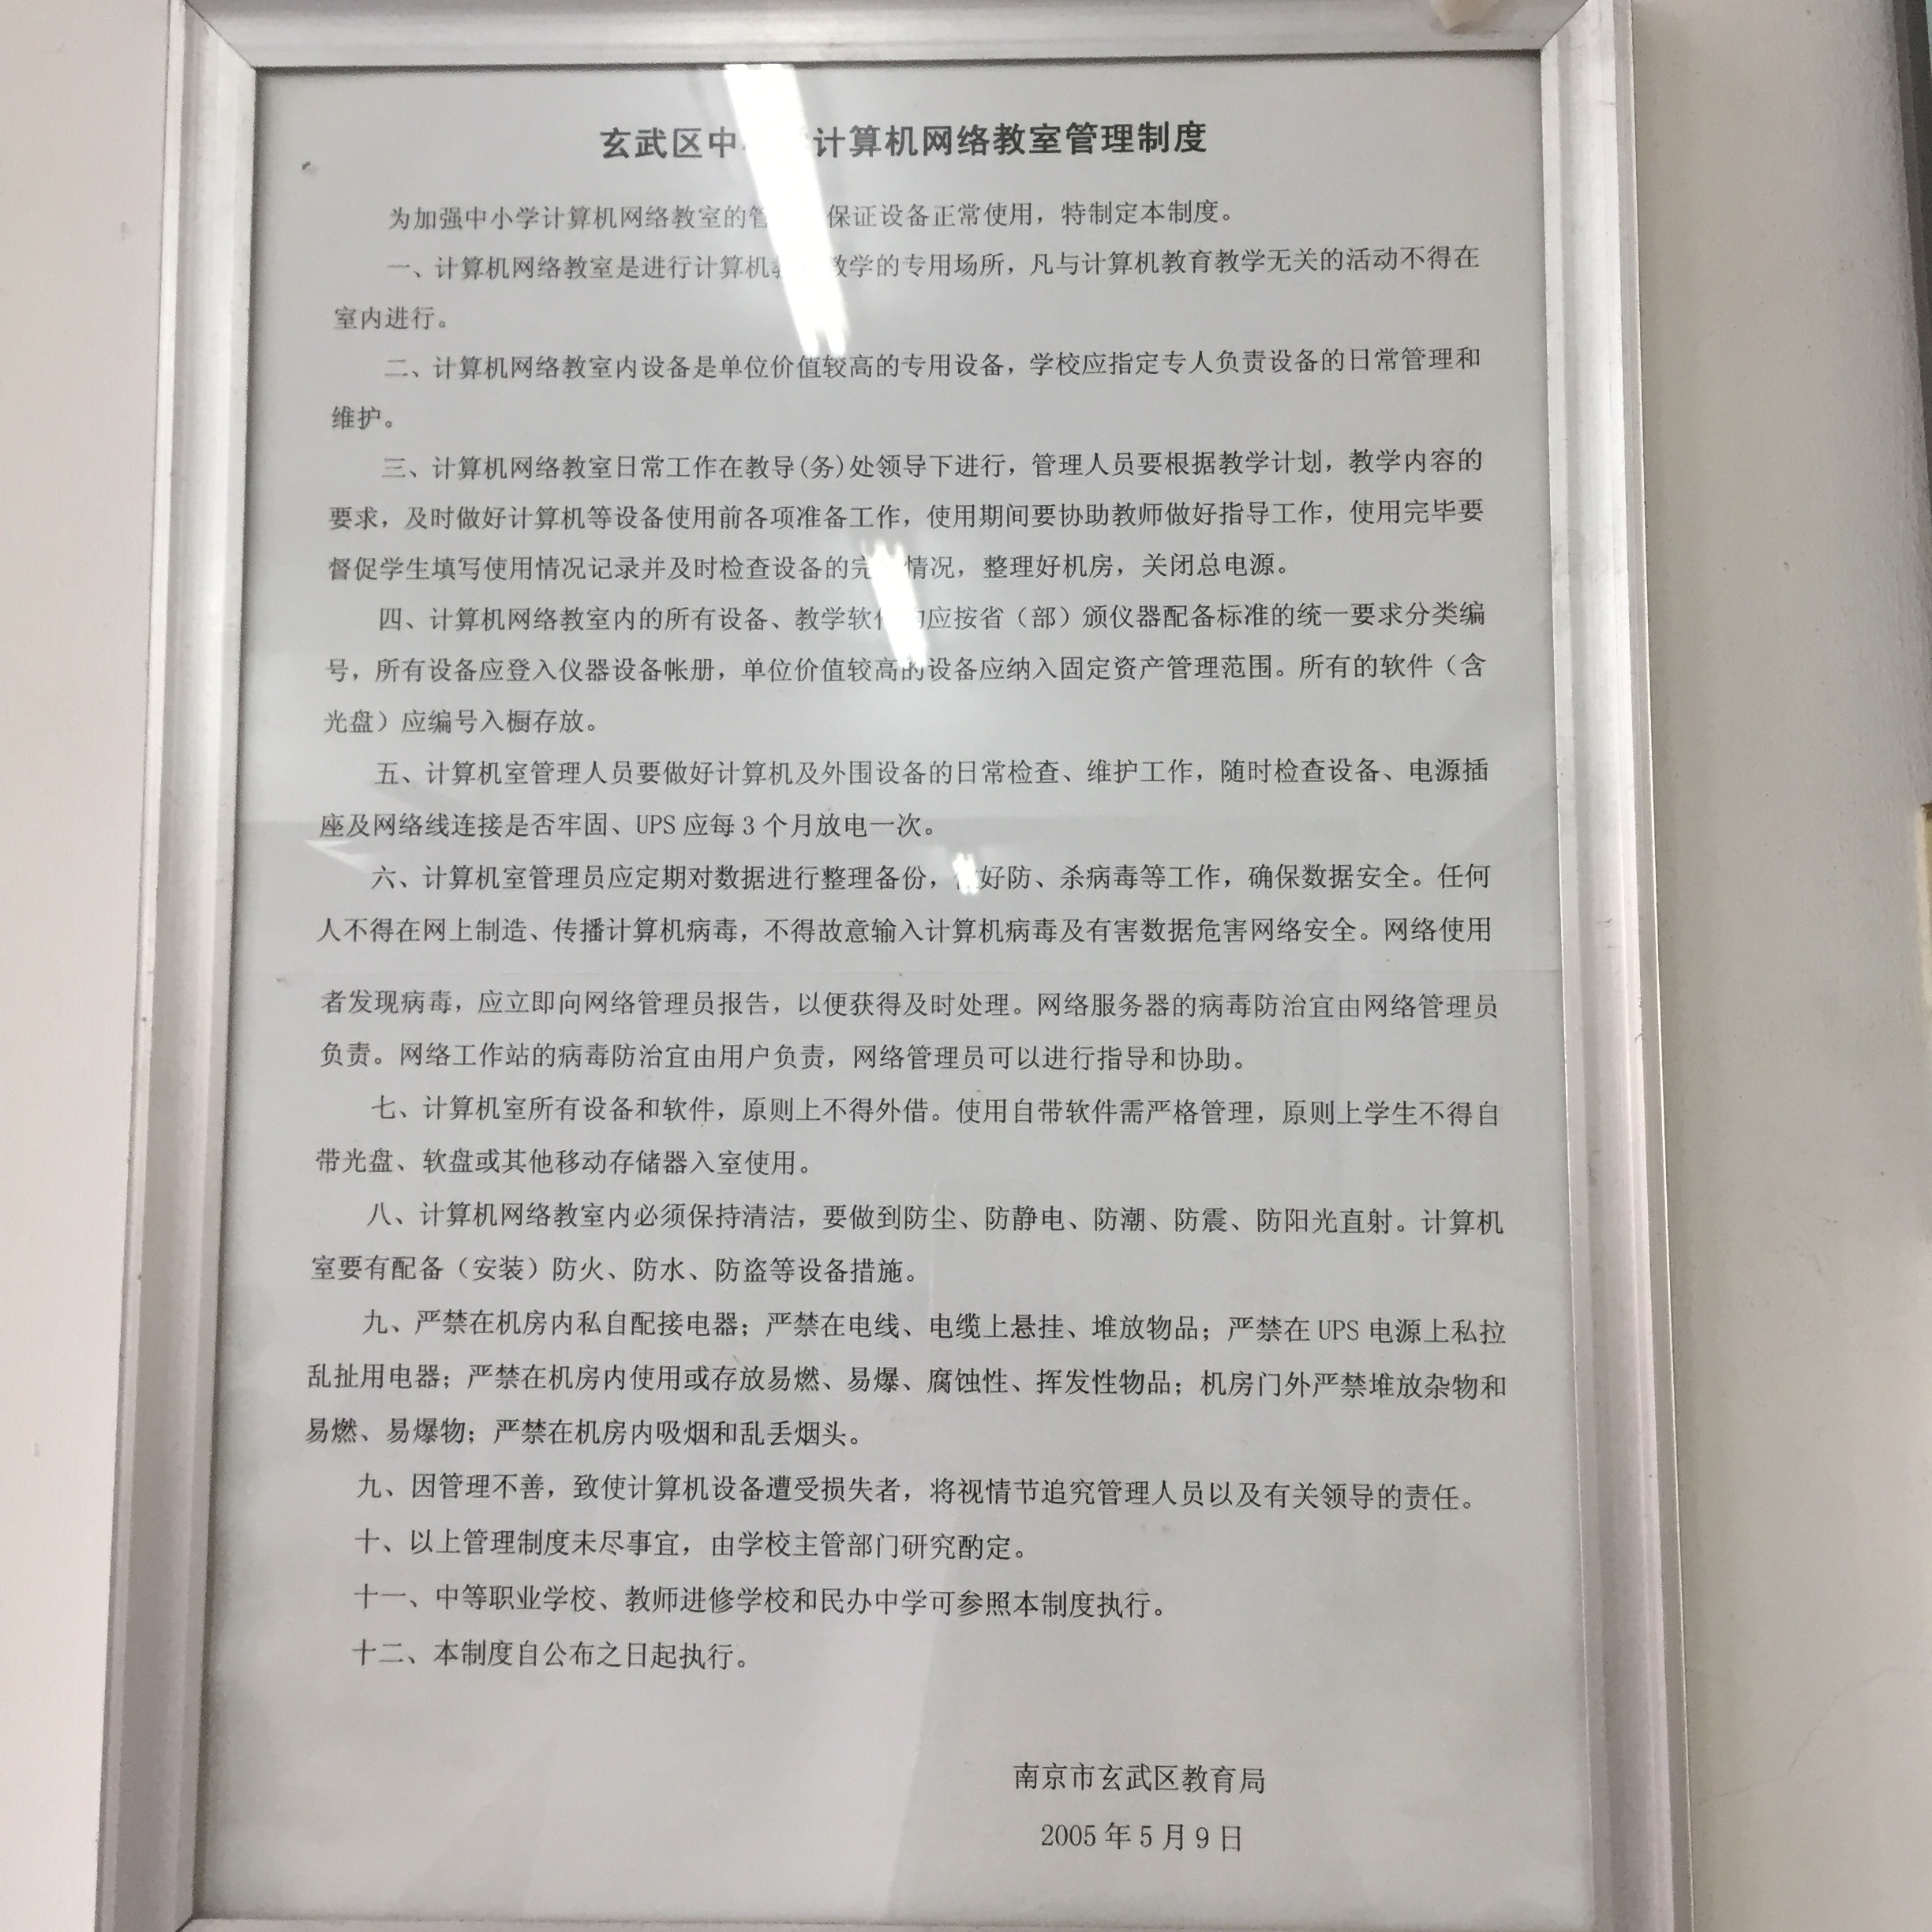 玄武区中 计算机网络教室管理制度
为加强中小学计算机网络教室的管 保证设备正常使用，特制定本制度。
一、计算机网络教室是进行计算机教 教学的专用场所，凡与计算机教育教学无关的活动不得在
室内进行。
二、计算机网络教室内设备是单位价值较高的专用设备，学校应指定专人负责设备的日常管理和
维护。
三、计算机网络教室日常工作在教导(务)处领导下进行，管理人员要根据教学计划，教学内容的
要求，及时做好计算机等设备使用前各项准备工作，使用期间要协助教师做好指导工作，使用完毕要
督促学生填写使用情况记录并及时检查设备的完 情况，整理好机房，关闭总电源。
四、计算机网络教室内的所有设备、教学软件均应按省（部）颁仪器配备标准的统一要求分类编
号，所有设备应登入仪器设备帐册，单位价值较高的设备应纳入固定资产管理范围。所有的软件（含
光盘）应编号入橱存放。
五、计算机室管理人员要做好计算机及外围设备的日常检查、维护工作，随时检查设备、电源插
座及网络线连接是否牢固、UPS应每3个月放电一次。
六、计算机室管理员应定期对数据进行整理备份，做好防、杀病毒等工作，确保数据安全。任何
人不得在网上制造、传播计算机病毒，不得故意输入计算机病毒及有害数据危害网络安全。网络使用
者发现病毒，应立即向网络管理员报告，以便获得及时处理。网络服务器的病毒防治宜由网络管理员
负责。网络工作站的病毒防治宜由用户负责，网络管理员可以进行指导和协助。
七、计算机室所有设备和软件，原则上不得外借。使用自带软件需严格管理，原则上学生不得自
带光盘、软盘或其他移动存储器入室使用。
八、计算机网络教室内必须保持清洁，要做到防尘、防静电、防潮、防震、防阳光直射。计算机
室要有配备（安装）防火、防水、防盗等设备措施。
九、严禁在机房内私自配接电器；严禁在电线、电缆上悬挂、堆放物品；严禁在UPS电源上私拉
乱扯用电器；严禁在机房内使用或存放易燃、易爆、腐蚀性、挥发性物品；机房门外严禁堆放杂物和
易燃、易爆物；严禁在机房内吸烟和乱丢烟头。
九、因管理不善，致使计算机设备遭受损失者，将视情节追究管理人员以及有关领导的责任。
十、以上管理制度未尽事宜，由学校主管部门研究酌定。
十一、中等职业学校、教师进修学校和民办中学可参照本制度执行。
十二、本制度自公布之日起执行。
南京市玄武区教育局
2005年5月9日